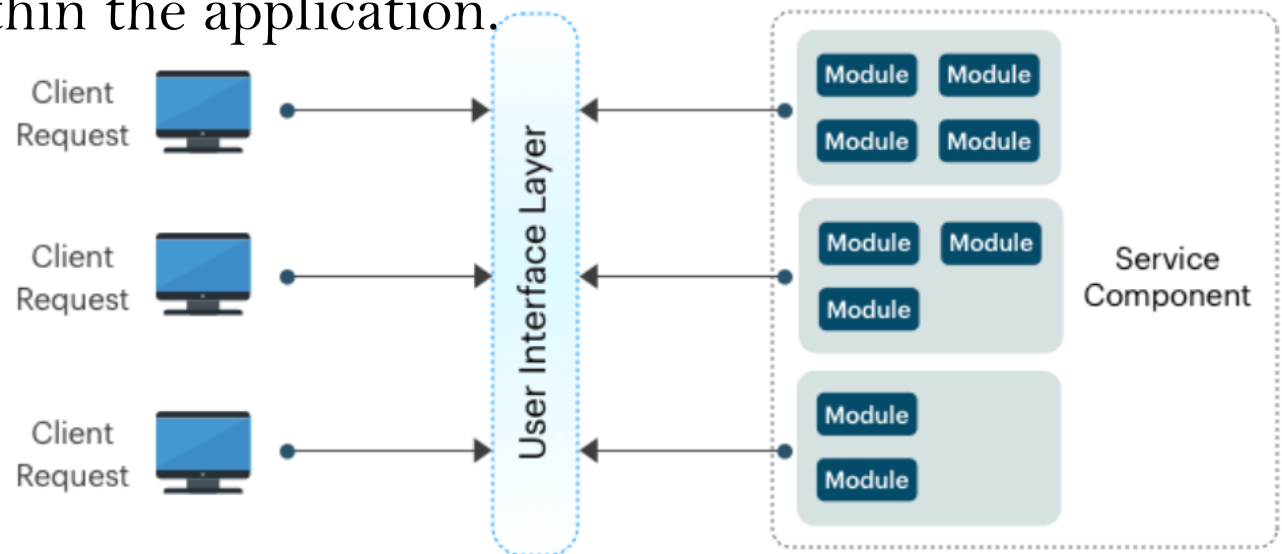 thin the application.
Client
Request
Client
Request
Client
Request
User Interface Layer
Module Module
Module Module
Module Module
Module
Module
Module
Service
Component